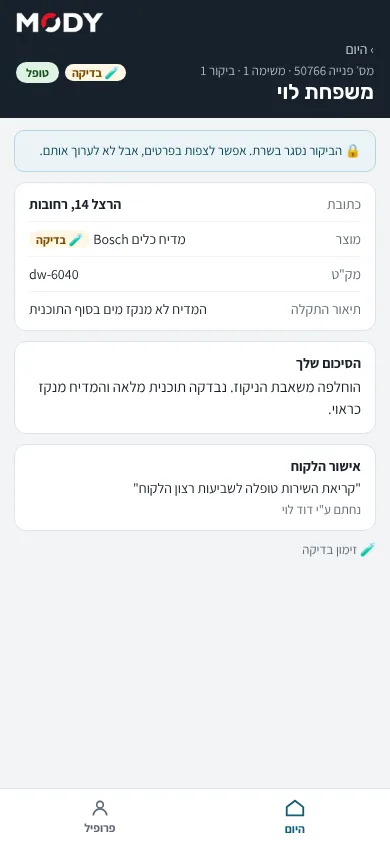 MODY
‹ היום
מס' פנייה 50766 · משימה 1 · ביקור 1
משפחת לוי
🧪 בדיקה
טופל
🔒 הביקור נסגר בשרת. אפשר לצפות בפרטים, אבל לא לערוך אותם.
כתובת הרצל 14, רחובות
מוצר מדיח כלים Bosch 🧪 בדיקה
מק"ט dw-6040
תיאור התקלה המדיח לא מנקז מים בסוף התוכנית
הסיכום שלך
הוחלפה משאבת הניקוז. נבדקה תוכנית מלאה והמדיח מנקז
כראוי.
אישור הלקוח
"קריאת השירות טופלה לשביעות רצון הלקוח"
נחתם ע"י דוד לוי
🧪 זימון בדיקה
היום
פרופיל